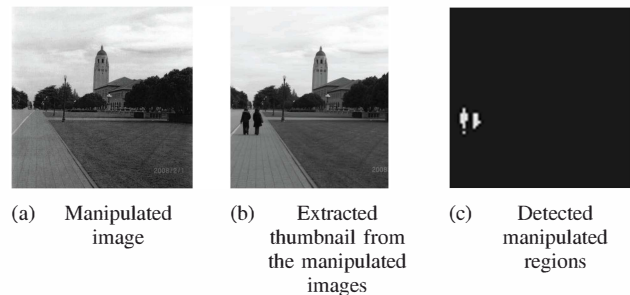 (a) Manipulated
image
(b) Extracted
thumbnail from
the manipulated
images
(c) Detected
manipulated
regions